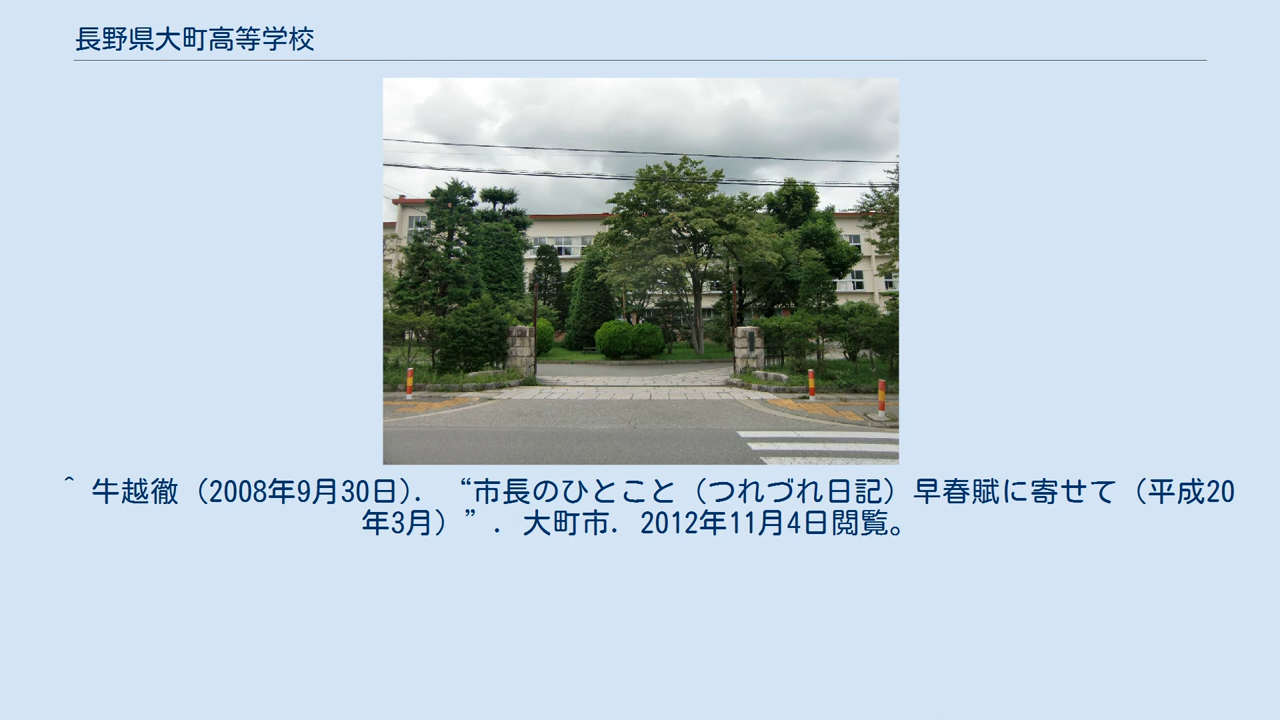 長野県大町高等学校
^ 牛越徹（2008年9月30日）. “市長のひとこと（つれづれ日記）早春賦に寄せて（平成20
年3月）”. 大町市. 2012年11月4日閲覧。